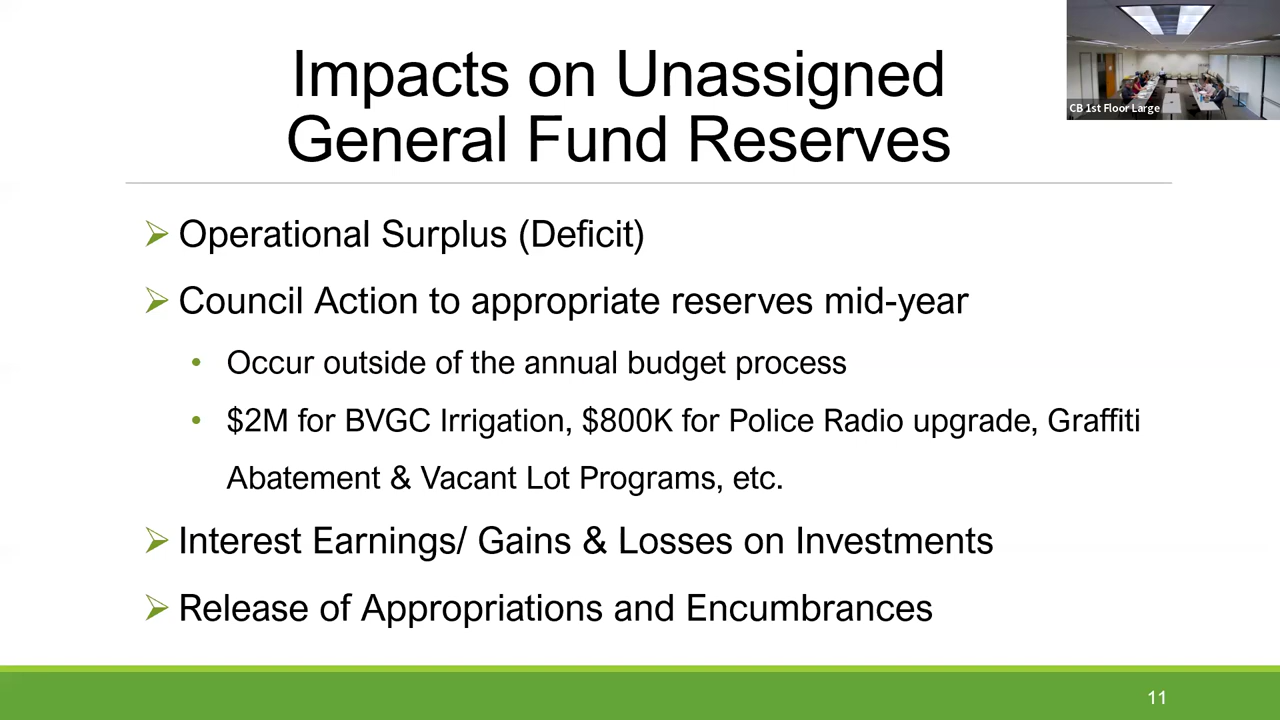 Impacts on Unassigned
General Fund Reserves
CB 1st Floor Large
Operational Surplus (Deficit)
Council Action to appropriate reserves mid-year
Occur outside of the annual budget process
$2M for BVGC Irrigation, $800K for Police Radio upgrade, Graffiti
Abatement & Vacant Lot Programs, etc.
Interest Earnings/ Gains & Losses on Investments
Release of Appropriations and Encumbrances
11